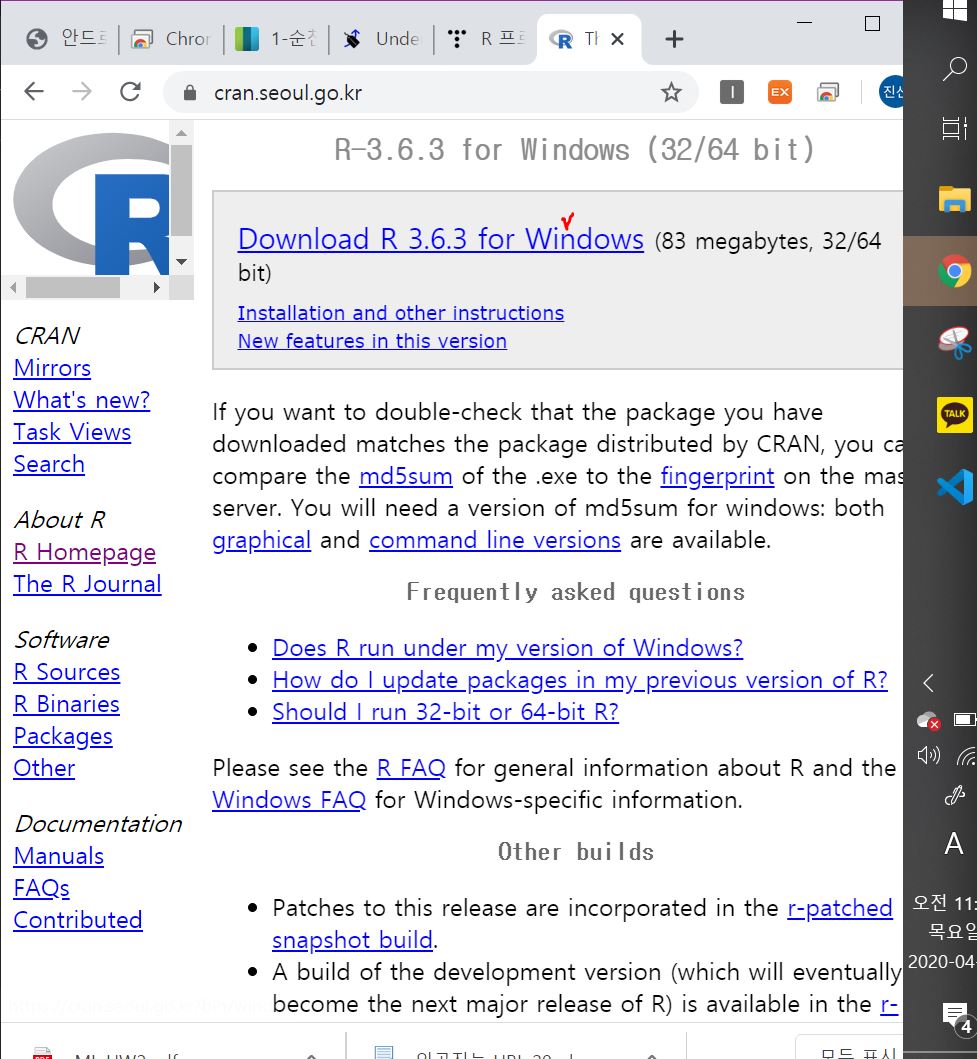 안드
Chror
1-순천
Unde
R 프로
Th
cran.seoul.go.kr
I
EX
진선
R-3.6.3 for Windows (32/64 bit)
Download R 3.6.3 for Windows (83 megabytes, 32/64
bit)
Installation and other instructions
New features in this version
R
CRAN
Mirrors
What's new?
Task Views
Search
About R
R Homepage
The R Journal
Software
R Sources
R Binaries
Packages
Other
Documentation
Manuals
FAQs
Contributed
If you want to double-check that the package you have
downloaded matches the package distributed by CRAN, you ca
compare the md5sum of the .exe to the fingerprint on the mas
server. You will need a version of md5sum for windows: both
graphical and command line versions are available.
Frequently asked questions
Does R run under my version of Windows?
How do I update packages in my previous version of R?
Should I run 32-bit or 64-bit R?
Please see the R FAQ for general information about R and the
Windows FAQ for Windows-specific information.
Other builds
Patches to this release are incorporated in the r-patched
snapshot build.
A build of the development version (which will eventually
become the next major release of R) is available in the r-
TALK
A
오전 11:
목요일
2020-04-
4
모두 표시